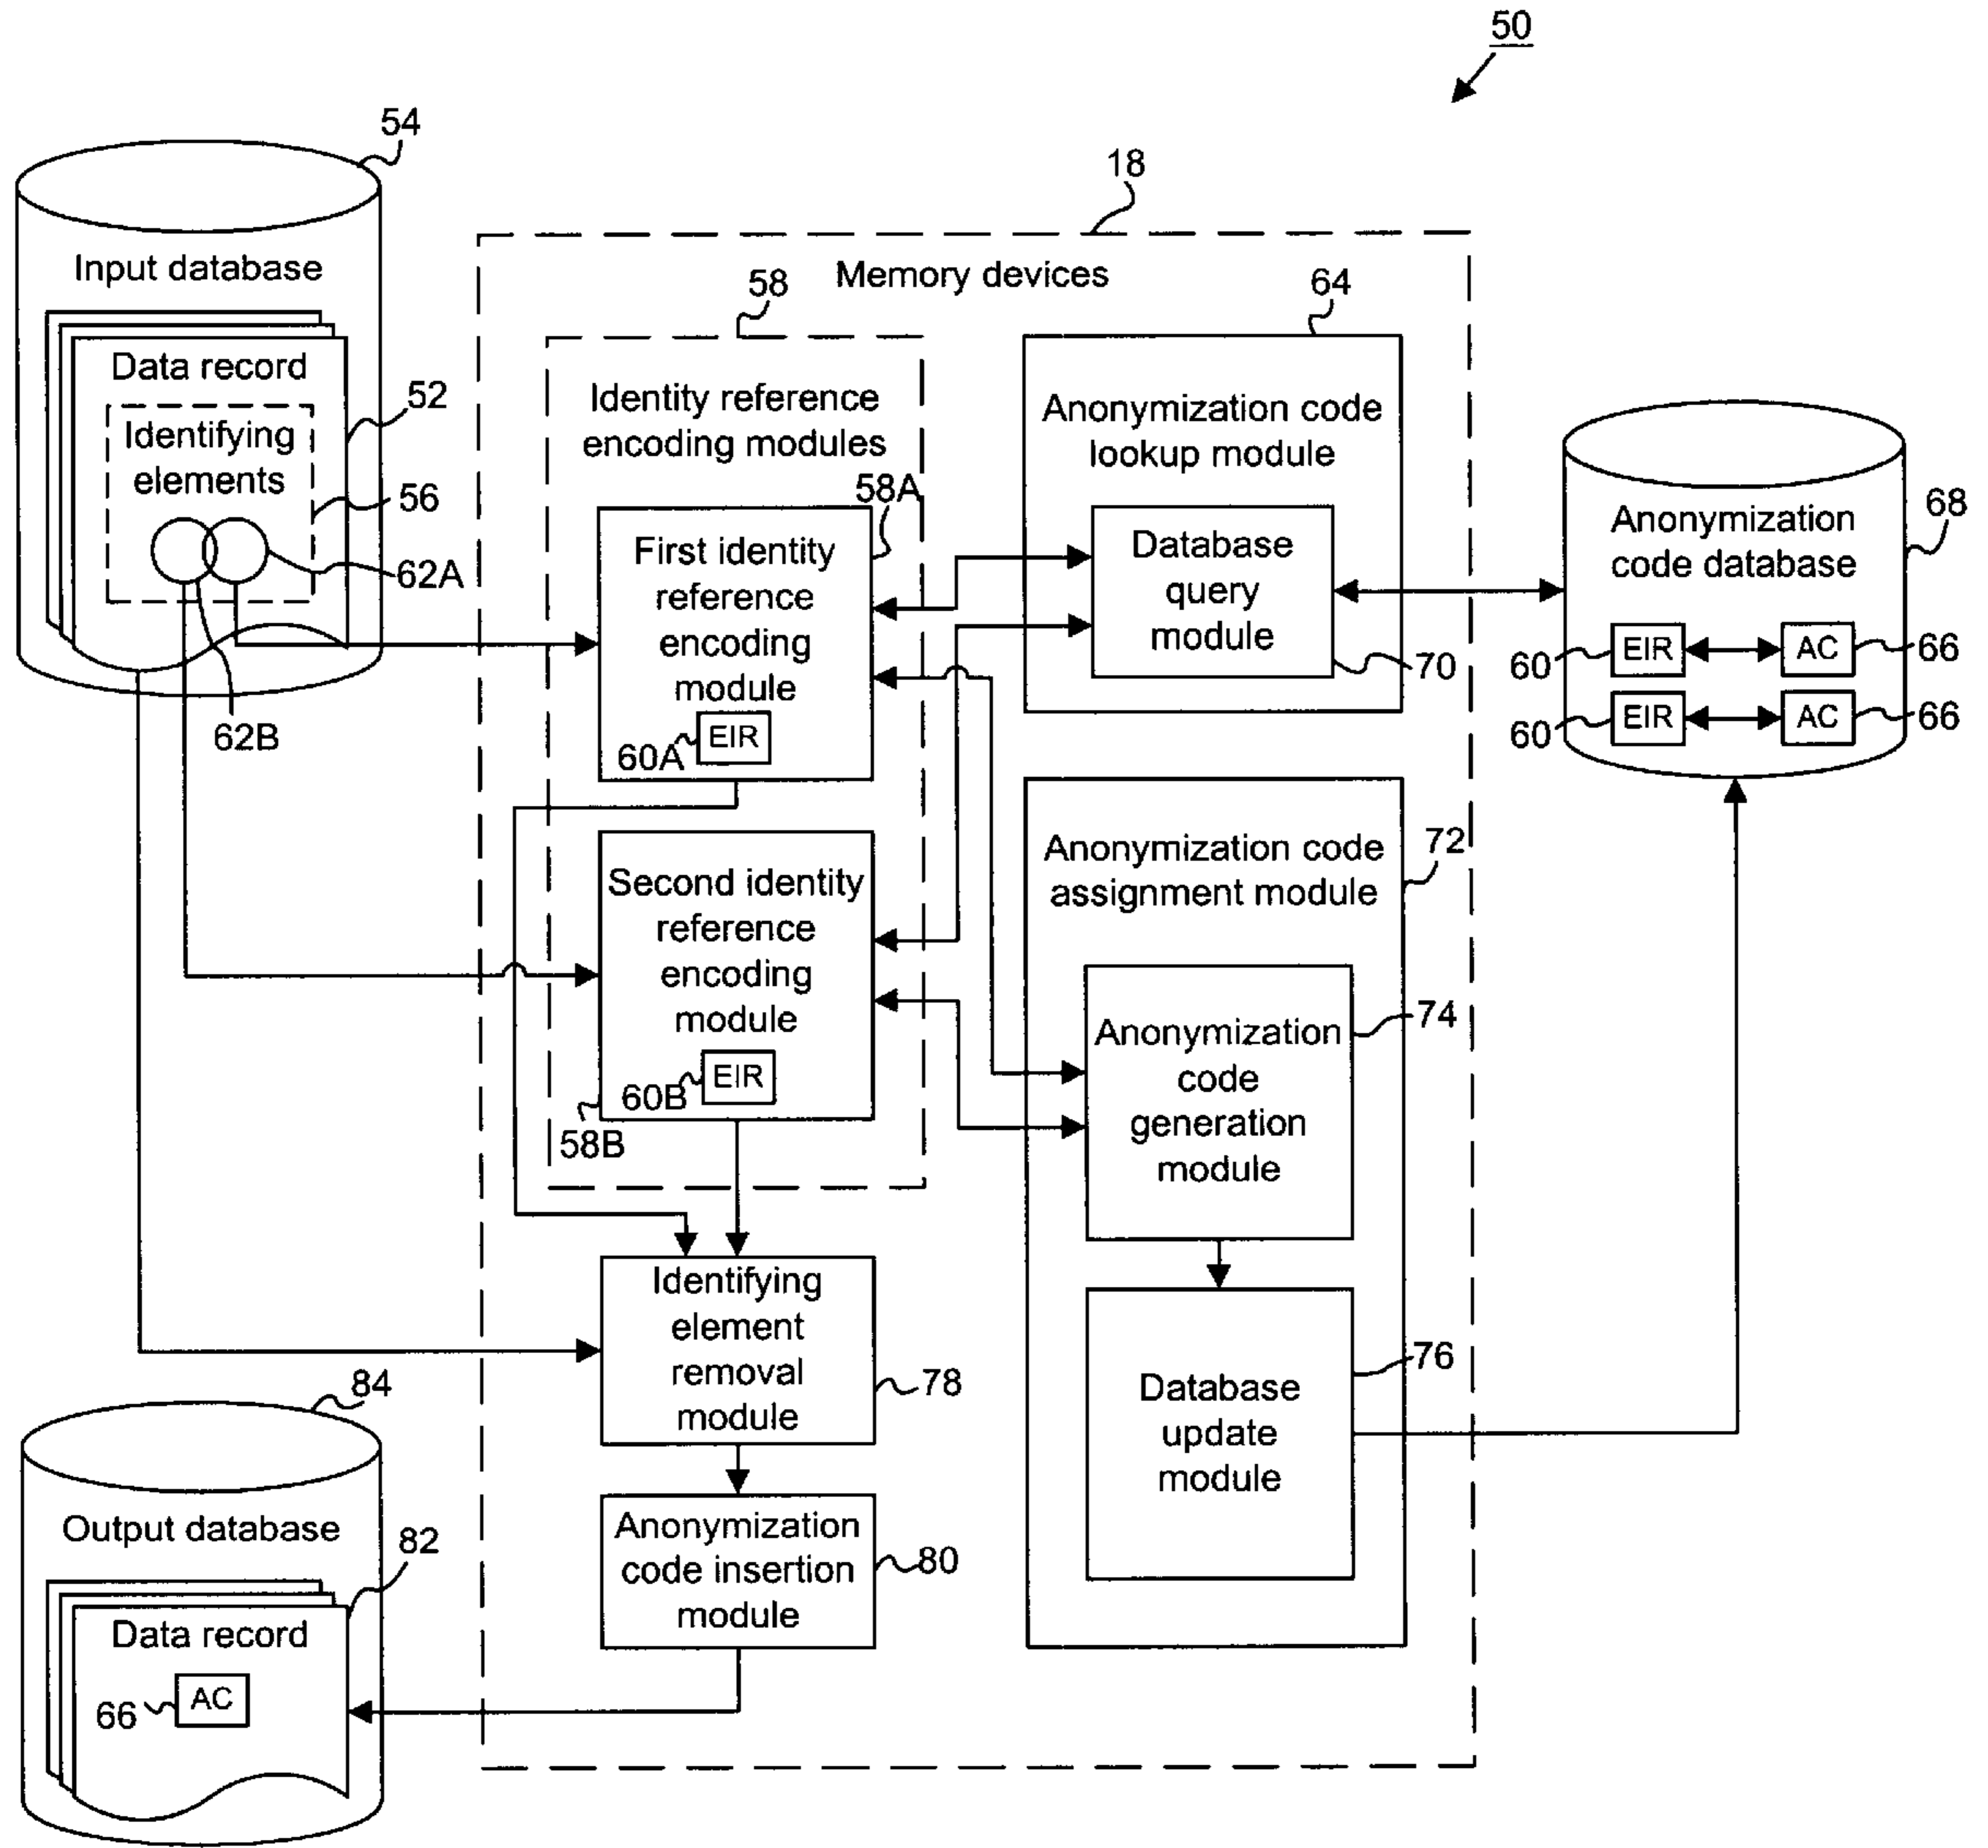 50
54
Input database
Data record
52
Identifying
elements
56
62A
62B
18
Memory devices
58
Identity reference
encoding modules
58A
First identity
reference
encoding
module
60A
EIR
Second identity
reference
encoding
module
60B
EIR
58B
64
Anonymization code
lookup module
Database
query
module
70
68
Anonymization
code database
60
EIR
AC
66
60
EIR
AC
66
72
Anonymization code
assignment module
74
Anonymization
code
generation
module
76
Database
update
module
Identifying
element
removal
module
78
Anonymization
code insertion
module
80
84
Output database
82
Data record
66
AC